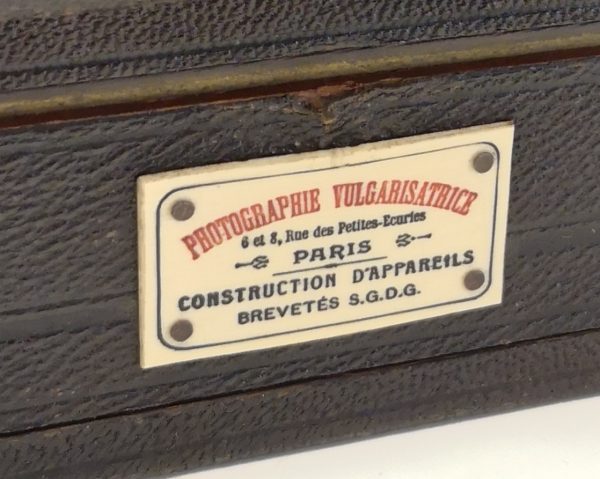 PHOTOGRAPHIE VULGARISATRICE
6 et 8, Rue des Petites-Ecuries
PARIS
CONSTRUCTION D'APPAREILS
BREVETÉS S.G.D.G.